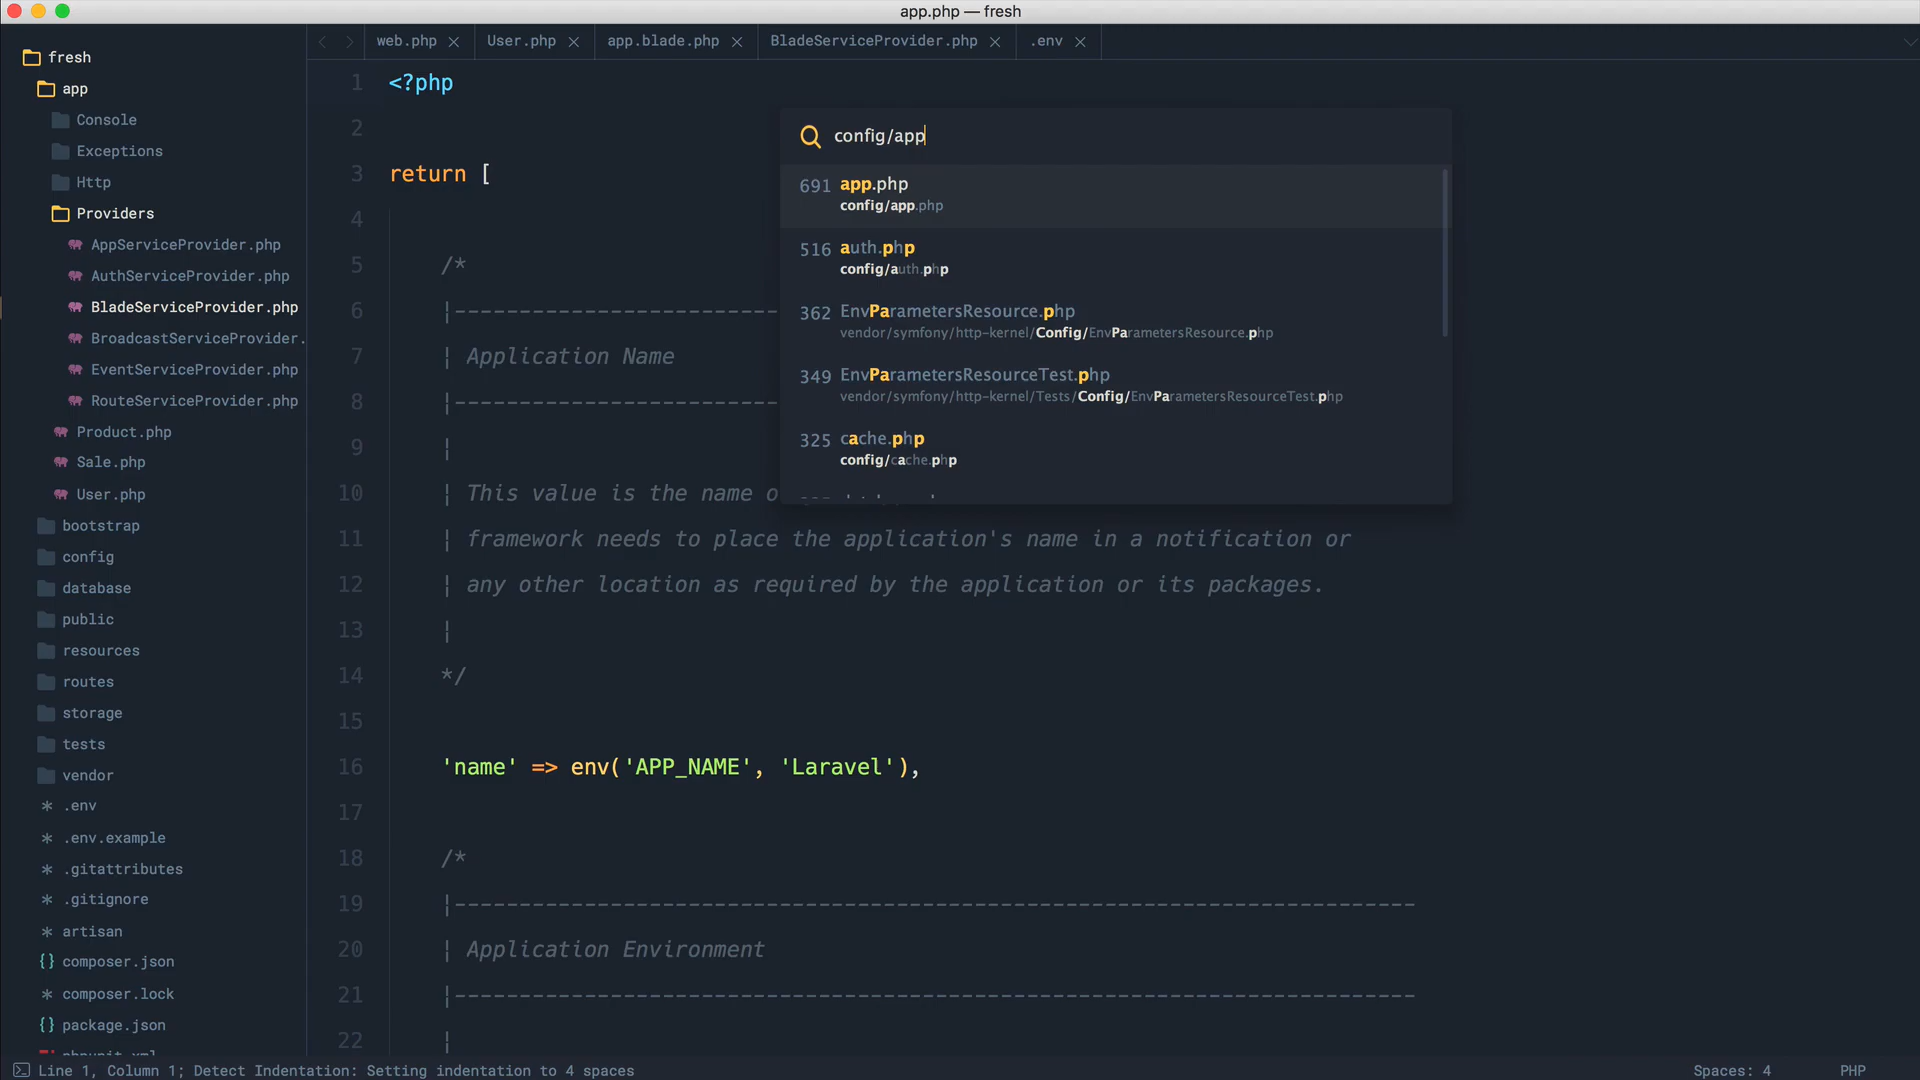 app.php — fresh
fresh
app
Console
Exceptions
Http
Providers
AppServiceProvider.php
AuthServiceProvider.php
BladeServiceProvider.php
BroadcastServiceProvider.
EventServiceProvider.php
RouteServiceProvider.php
Product.php
Sale.php
User.php
bootstrap
config
database
public
resources
routes
storage
tests
vendor
* .env
* .env.example
* .gitattributes
* .gitignore
* artisan
{} composer.json
* composer.lock
{} package.json
web.php × User.php × app.blade.php × BladeServiceProvider.php × .env ×
1 <?php
2
3 return [
4
5 /*
6 |-------------------------
7 | Application Name
8 |-------------------------
9 |
10 | This value is the name o
11 | framework needs to place the application's name in a notification or
12 | any other location as required by the application or its packages.
13 |
14 */
15
16 'name' => env('APP_NAME', 'Laravel'),
17
18 /*
19 |--------------------------------------------------------------------------
20 | Application Environment
21 |--------------------------------------------------------------------------
22 |
config/app
691 app.php
config/app.php
516 auth.php
config/auth.php
362 EnvParametersResource.php
vendor/symfony/http-kernel/Config/EnvParametersResource.php
349 EnvParametersResourceTest.php
vendor/symfony/http-kernel/Tests/Config/EnvParametersResourceTest.php
325 cache.php
config/cache.php
Line 1, Column 1; Detect Indentation: Setting indentation to 4 spaces
Spaces: 4
PHP